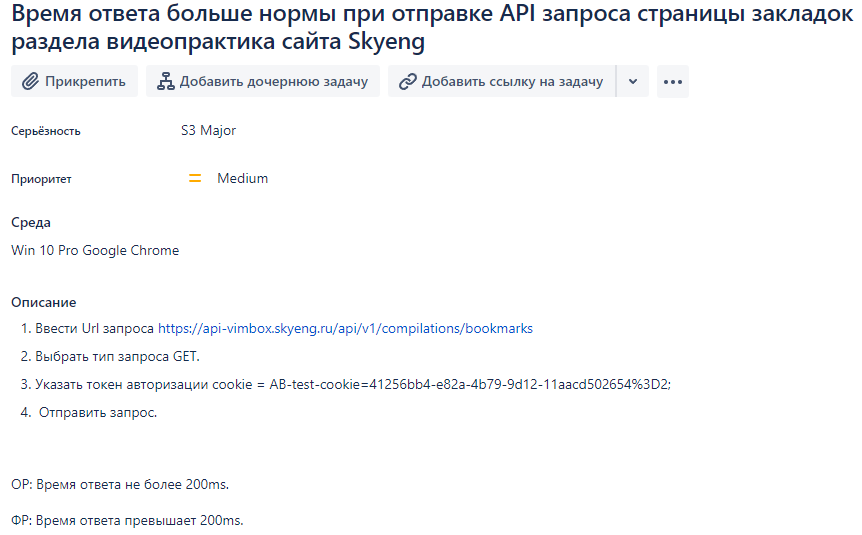 Время ответа больше нормы при отправке API запроса страницы закладок
раздела видеопрактика сайта Skyeng
Прикрепить Добавить дочернюю задачу Добавить ссылку на задачу
Серьёзность S3 Major
Приоритет Medium
Среда
Win 10 Pro Google Chrome
Описание
1. Ввести Url запроса https://api-vimbox.skyeng.ru/api/v1/compilations/bookmarks
2. Выбрать тип запроса GET.
3. Указать токен авторизации cookie = AB-test-cookie=41256bb4-e82a-4b79-9d12-11aacd502654%3D2;
4. Отправить запрос.
ОР: Время ответа не более 200ms.
ФР: Время ответа превышает 200ms.